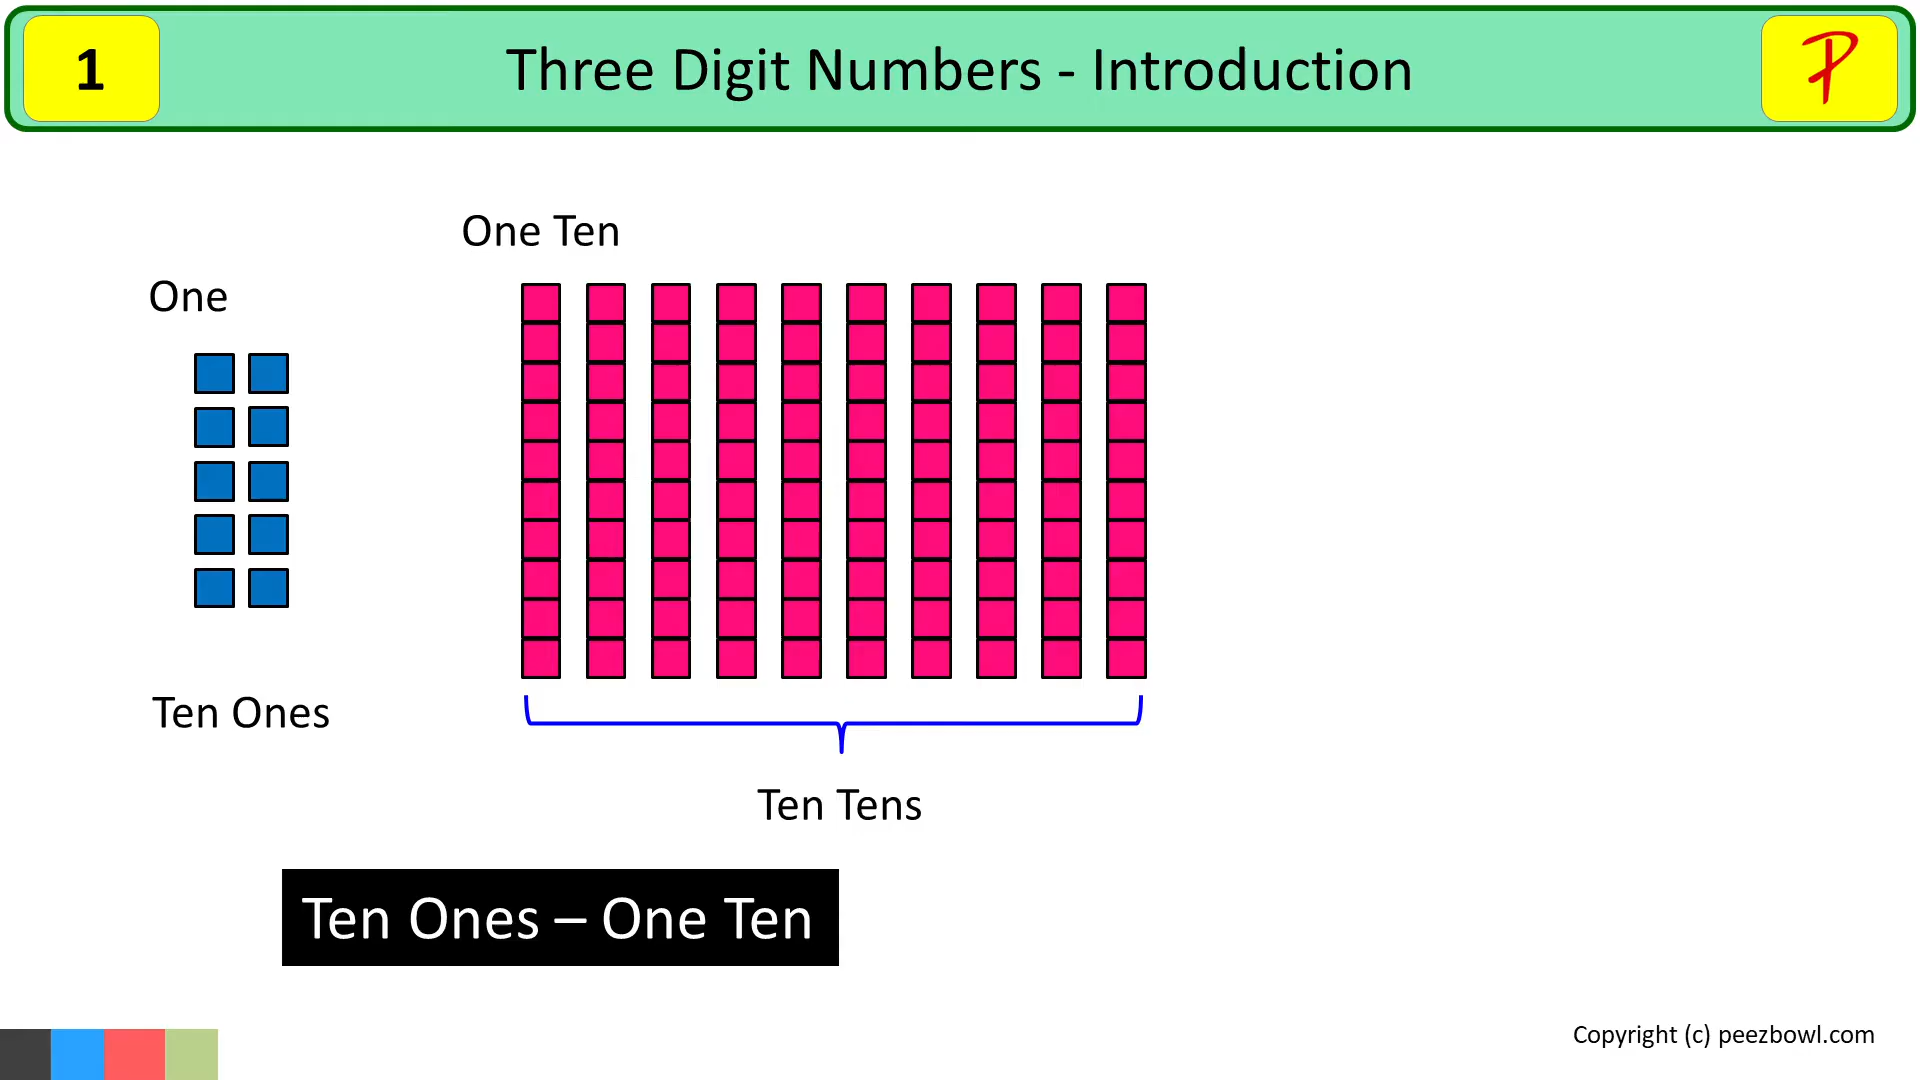 1
Three Digit Numbers - Introduction
P
One Ten
One
Ten Ones
Ten Tens
Ten Ones – One Ten
Copyright (c) peezbowl.com